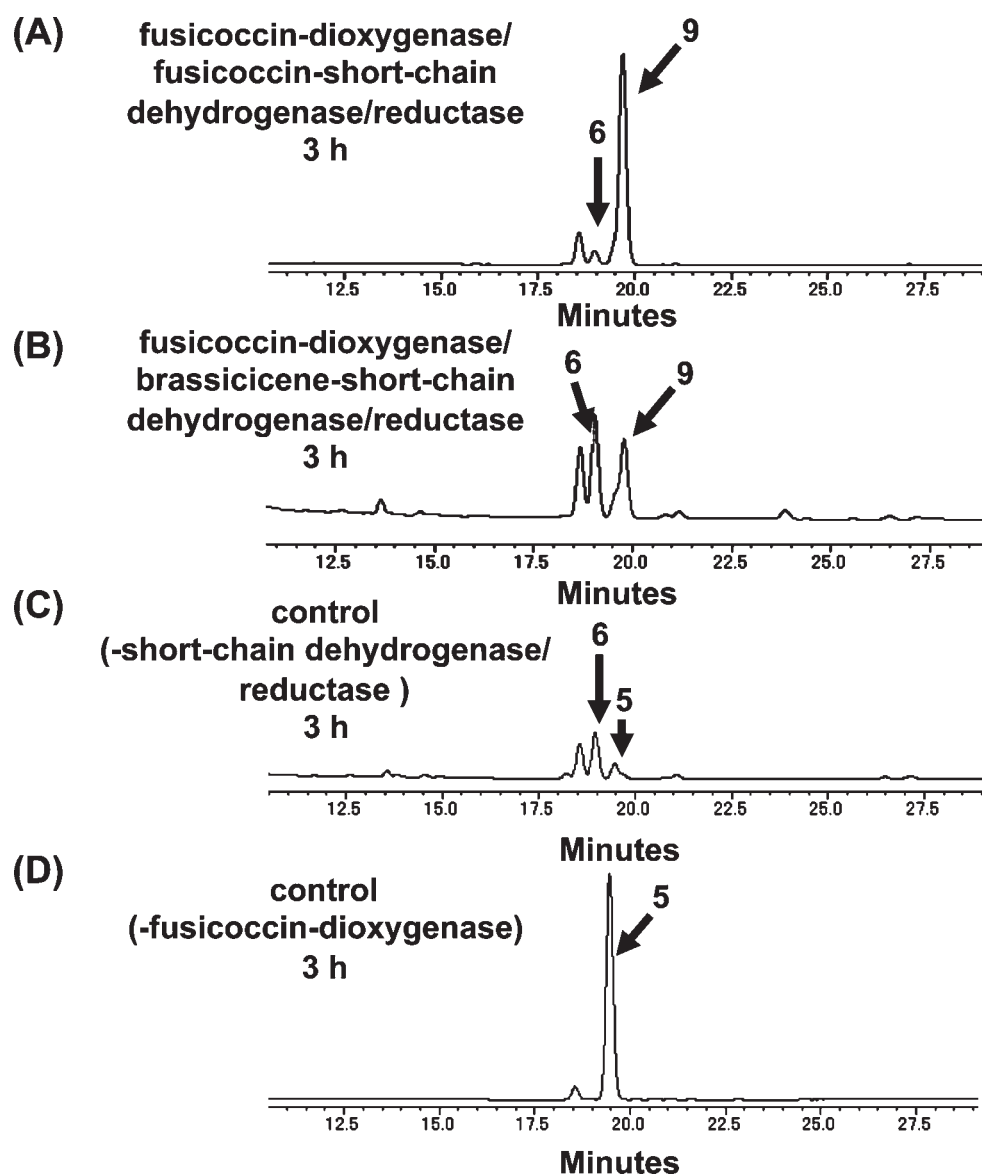 (A)
fusicoccin-dioxygenase/
fusicoccin-short-chain
dehydrogenase/reductase
3 h
6
9
12.5 15.0 17.5 20.0 22.5 25.0 27.5
Minutes
(B)
fusicoccin-dioxygenase/
brassicicene-short-chain
dehydrogenase/reductase
3 h
6
9
12.5 15.0 17.5 20.0 22.5 25.0 27.5
Minutes
(C)
control
(-short-chain dehydrogenase/
reductase )
3 h
6
5
12.5 15.0 17.5 20.0 22.5 25.0 27.5
Minutes
(D)
control
(-fusicoccin-dioxygenase)
3 h
5
12.5 15.0 17.5 20.0 22.5 25.0 27.5
Minutes